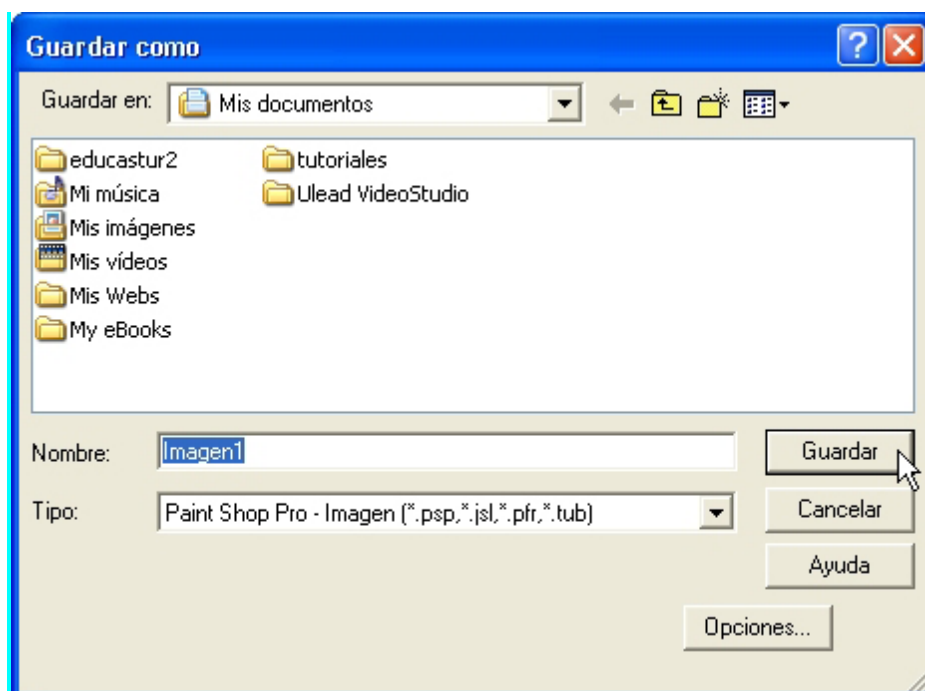 Guardar como
Guardar en: Mis documentos
educastur2
Mi música
Mis imágenes
Mis vídeos
Mis Webs
My eBooks
tutoriales
Ulead VideoStudio
Nombre: Imagen1 Guardar
Tipo: Paint Shop Pro - Imagen (*.psp,*.jsl,*.pfr,*.tub) Cancelar
Ayuda
Opciones...